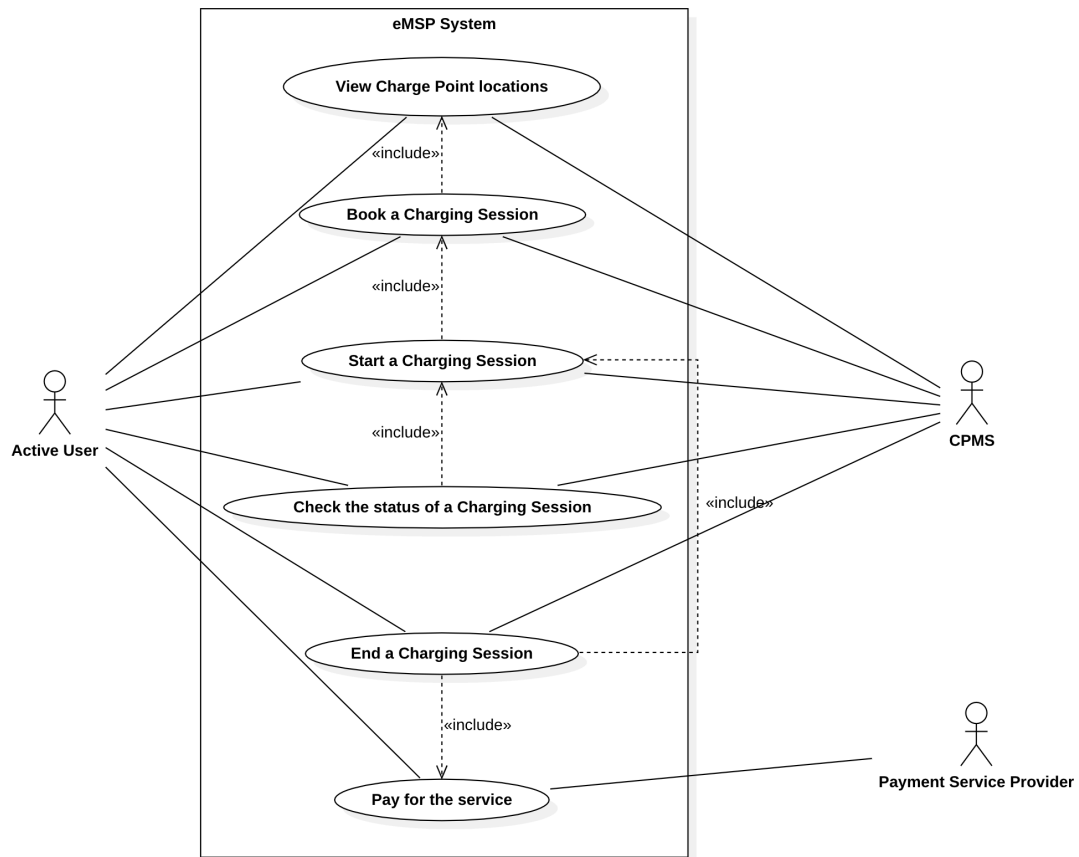 eMSP System
View Charge Point locations
«include»
Book a Charging Session
«include»
Start a Charging Session
Active User
CPMS
«include»
Check the status of a Charging Session
«include»
End a Charging Session
«include»
Payment Service Provider
Pay for the service